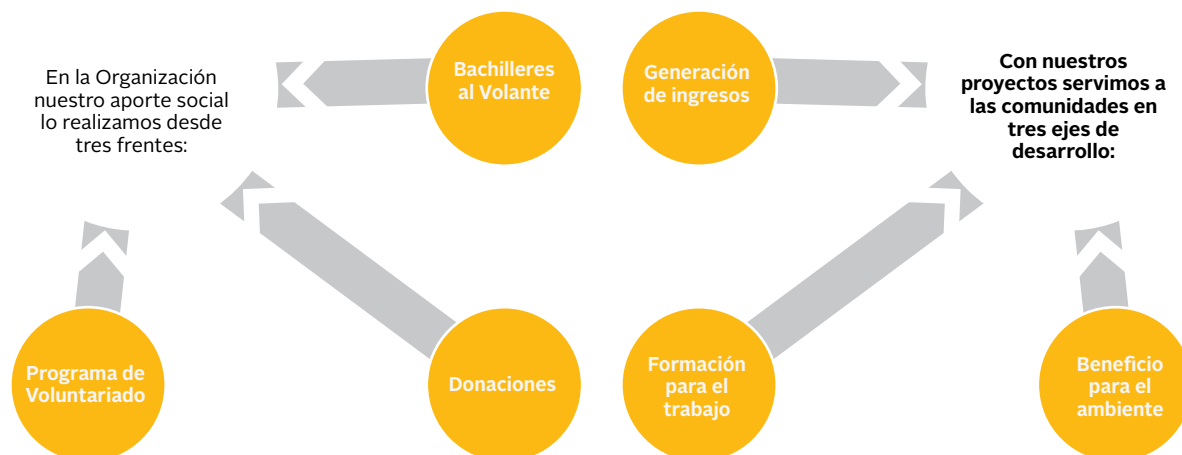 En la Organización
nuestro aporte social
lo realizamos desde
tres frentes:
Bachilleres
al Volante
Programa de
Voluntariado
Donaciones
Generación
de ingresos
Con nuestros
proyectos servimos a
las comunidades en
tres ejes de
desarrollo:
Formación
para el
trabajo
Beneficio
para el
ambiente